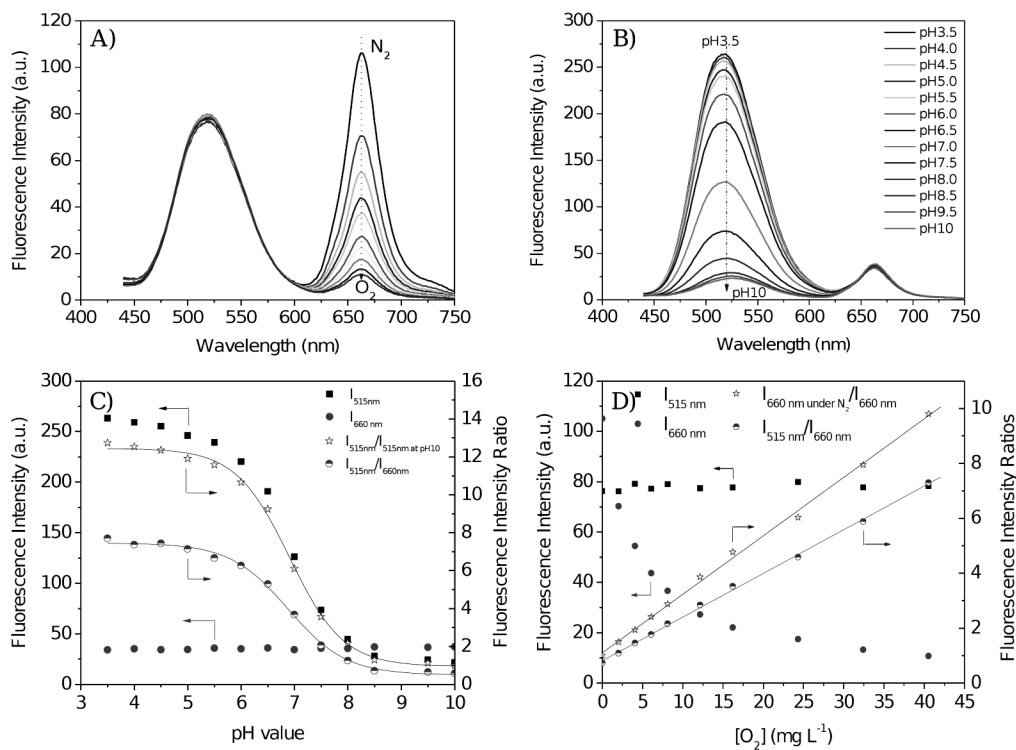 A)
N2
O2
120
100
80
60
40
20
0
400 450 500 550 600 650 700 750
Wavelength (nm)
Fluorescence Intensity (a.u.)
B)
pH3.5
pH10
300
250
200
150
100
50
0
400 450 500 550 600 650 700 750
Wavelength (nm)
Fluorescence Intensity (a.u.)
pH3.5
pH4.0
pH4.5
pH5.0
pH5.5
pH6.0
pH6.5
pH7.0
pH7.5
pH8.0
pH8.5
pH9.5
pH10
C)
I515nm
I660 nm
I515nm/I515nm at pH10
I515nm/I660nm
300
250
200
150
100
50
0
16
14
12
10
8
6
4
2
0
3 4 5 6 7 8 9 10
pH value
Fluorescence Intensity (a.u.)
Fluorescence Intensity Ratio
D)
I515 nm
I660 nm
I660 nm under N2/I660 nm
I515 nm/I660 nm
120
100
80
60
40
20
0
10
8
6
4
2
0
0 5 10 15 20 25 30 35 40 45
[O2] (mg L-1)
Fluorescence Intensity (a.u.)
Fluorescence Intensity Ratios